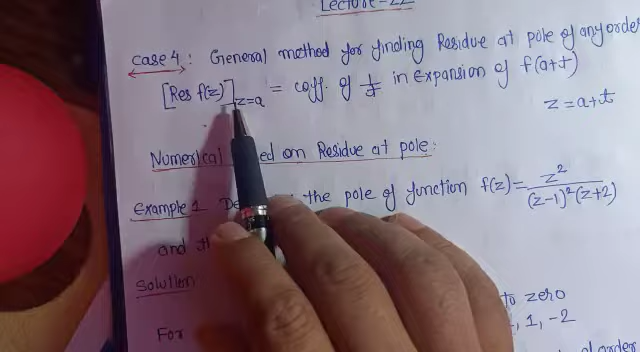 Lecture-22
Case 4: General method for finding Residue at pole of any order
[Res f(z)]z=a = coff. of 1/t in expansion of f(a+t)
z=a+t
Numerical on Residue at pole:
Example 1 the pole of function f(z)= z²/(z-1)²(z+2)
and
Solution
to zero
For 1, -2
order